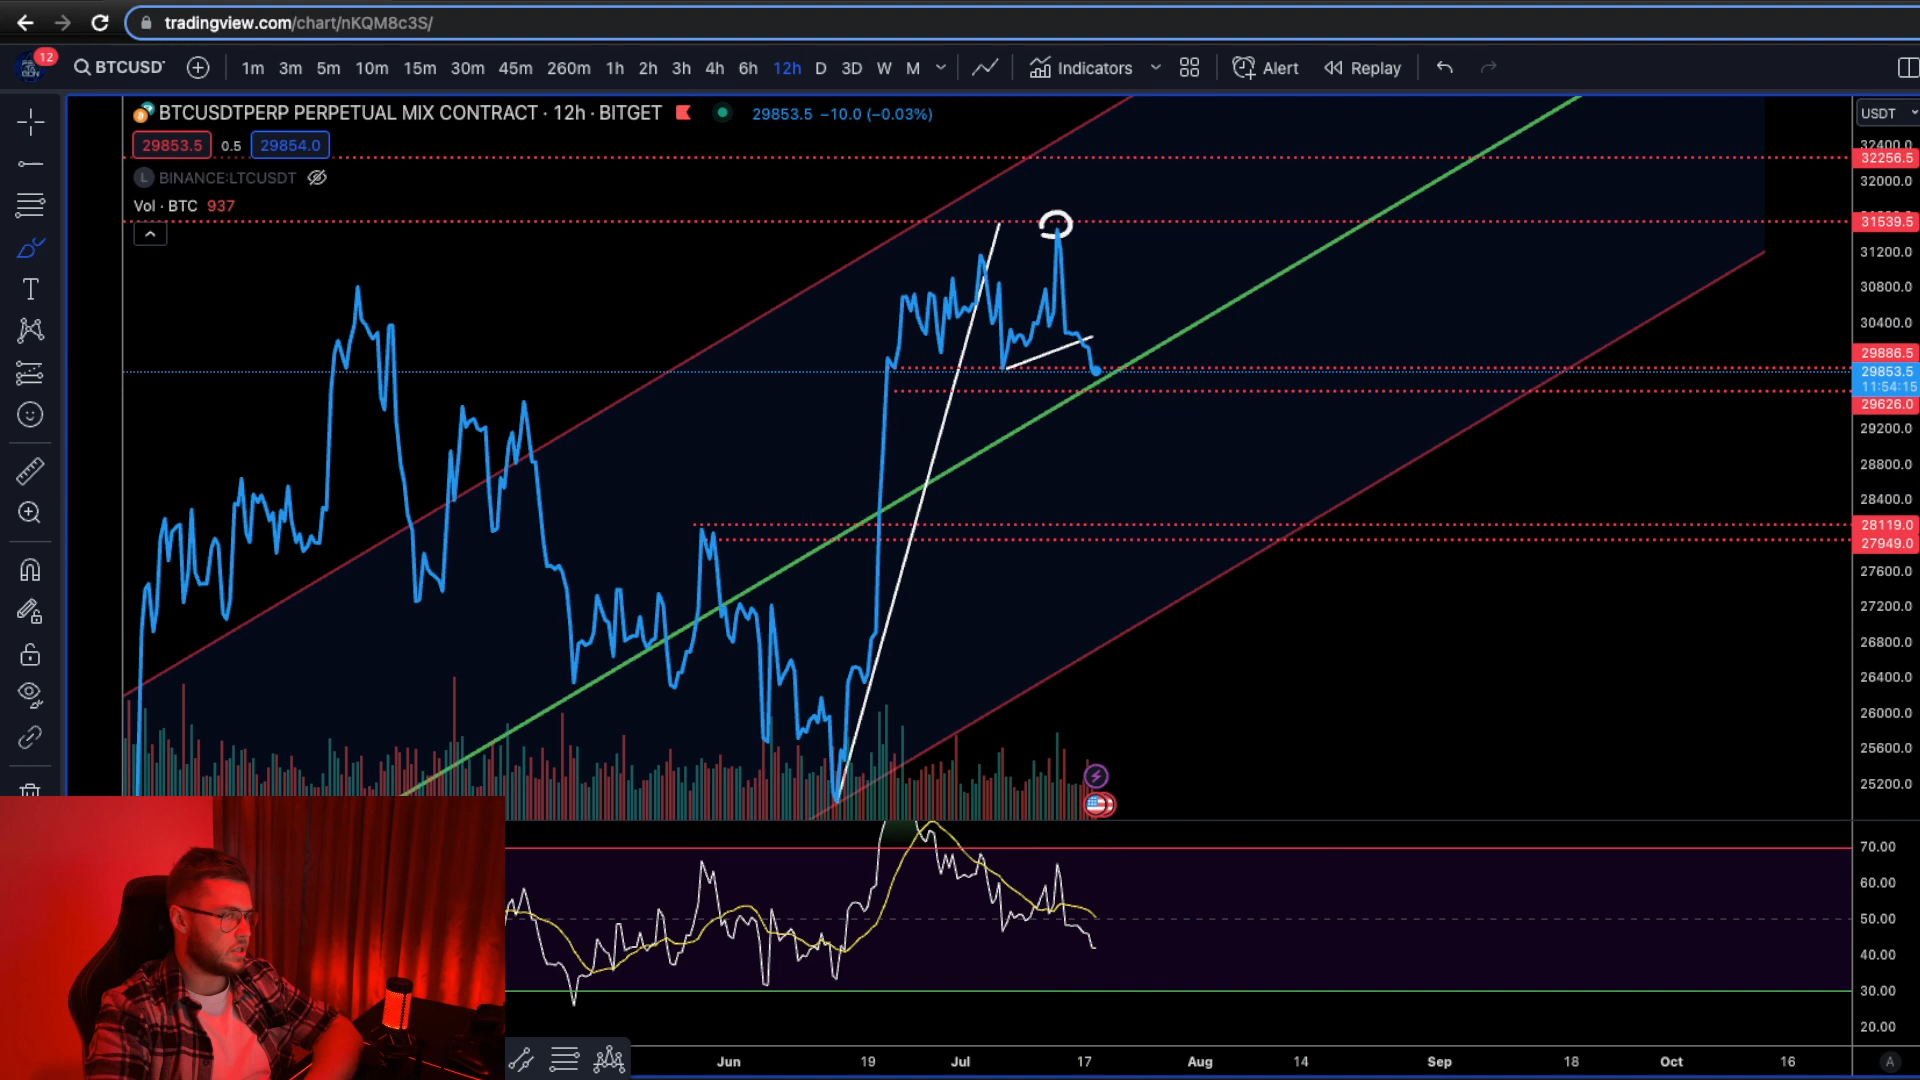 tradingview.com/chart/nKQM8c3S/
12
BTCUSDT
1m 3m 5m 10m 15m 30m 45m 260m 1h 2h 3h 4h 6h 12h D 3D W M
Indicators
Alert
Replay
BTCUSDTPERP PERPETUAL MIX CONTRACT · 12h · BITGET
29853.5 −10.0 (−0.03%)
29853.5 0.5 29854.0
L BINANCE:LTCUSDT
Vol · BTC 937
T
USDT
32400.0
32256.5
32000.0
31539.5
31200.0
30800.0
30400.0
29886.5
29853.5
11:54:15
29626.0
29200.0
28800.0
28400.0
28119.0
27949.0
27600.0
27200.0
26800.0
26400.0
26000.0
25600.0
25200.0
70.00
60.00
50.00
40.00
30.00
20.00
Jun 19 Jul 17 Aug 14 Sep 18 Oct 16
A